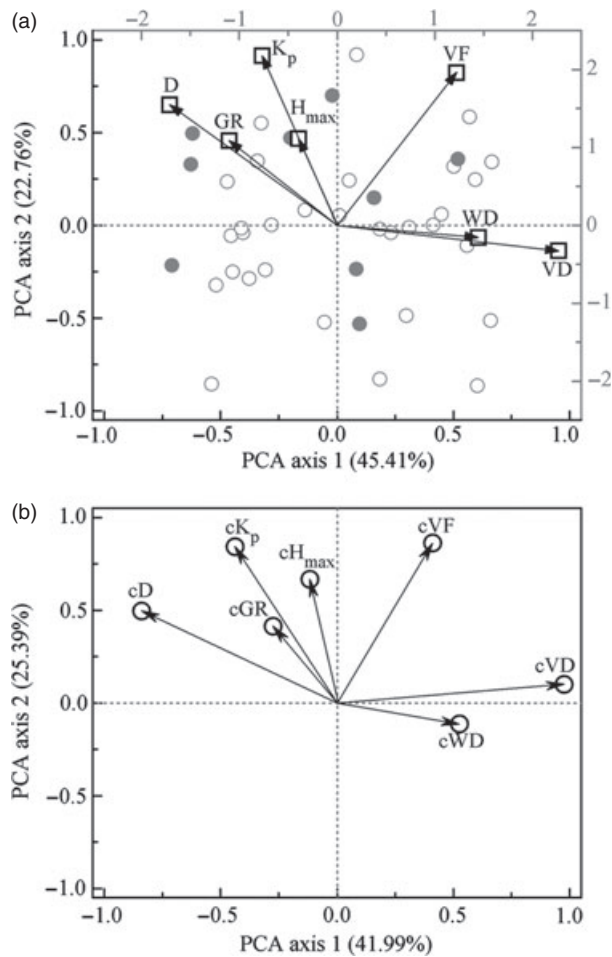 (a)
−2 −1 0 1 2
1.0
K_p
VF
2
D
H_max
GR
0.5
1
WD
0.0
0
VD
−0.5
−1
−1.0
−2
PCA axis 2 (22.76%)
−1.0 −0.5 0.0 0.5 1.0
PCA axis 1 (45.41%)
(b)
1.0
cK_p
cVF
cH_max
cD
cGR
0.5
cVD
0.0
cWD
−0.5
−1.0
PCA axis 2 (25.39%)
−1.0 −0.5 0.0 0.5 1.0
PCA axis 1 (41.99%)